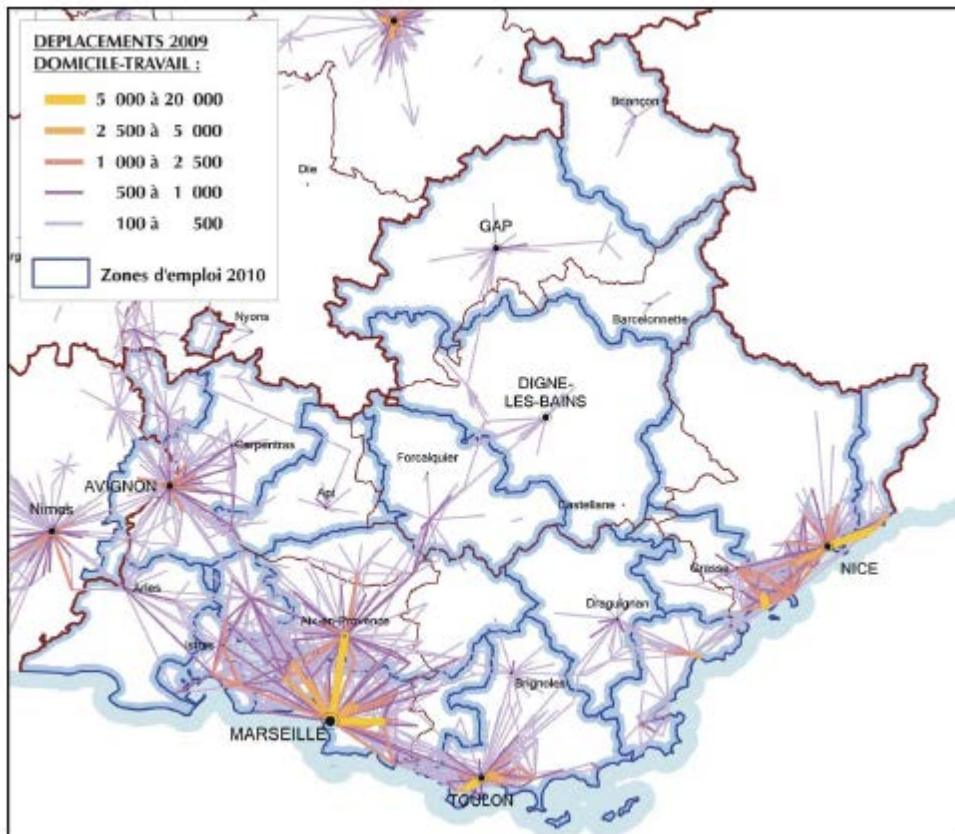 DEPLACEMENTS 2009
DOMICILE-TRAVAIL :
5 000 à 20 000
2 500 à 5 000
1 000 à 2 500
500 à 1 000
100 à 500
Zones d'emploi 2010
Briançon
Die
GAP
Nyons
Barcelonnette
DIGNE-
LES-BAINS
Carpentras
Forcalquier
AVIGNON
Apt
Castellane
Nimes
NICE
Grasse
Arles
Draguignan
Aix-en-Provence
Istres
Brignoles
MARSEILLE
TOULON